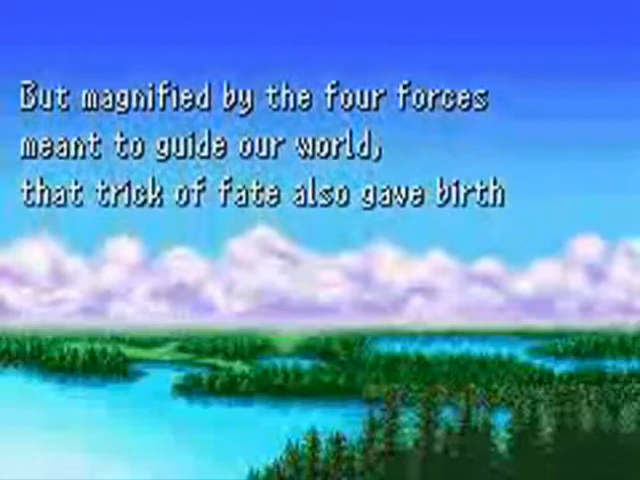 But magnified by the four forces
meant to guide our world,
that trick of fate also gave birth